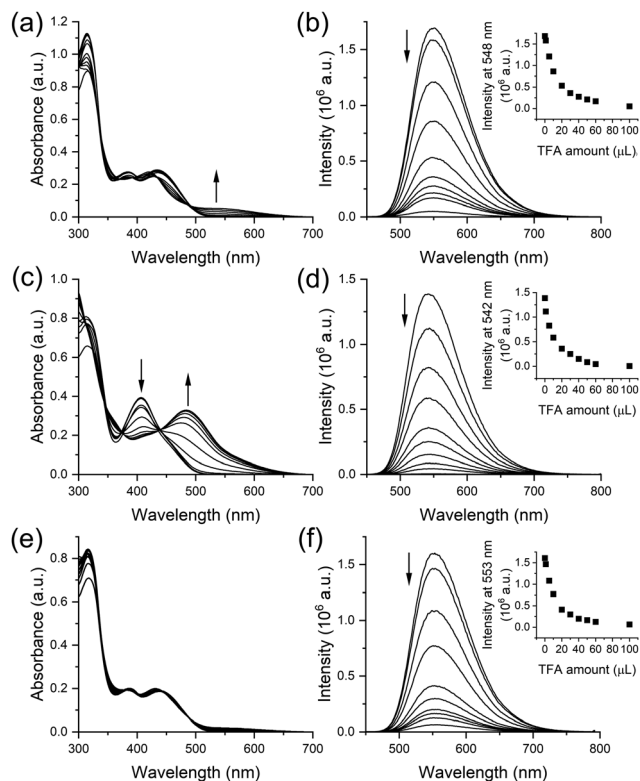 (a)
Absorbance (a.u.)
1.2
1.0
0.8
0.6
0.4
0.2
0.0
300 400 500 600 700
Wavelength (nm)
(b)
Intensity (10⁶ a.u.)
1.5
1.0
0.5
0.0
500 600 700 800
Wavelength (nm)
Intensity at 548 nm
(10⁶ a.u.)
1.5
1.0
0.5
0.0
0 20 40 60 80 100
TFA amount (μL).
(c)
Absorbance (a.u.)
1.0
0.8
0.6
0.4
0.2
0.0
300 400 500 600 700
Wavelength (nm)
(d)
Intensity (10⁶ a.u.)
1.5
1.0
0.5
0.0
500 600 700 800
Wavelength (nm)
Intensity at 542 nm
(10⁶ a.u.)
1.5
1.0
0.5
0.0
0 20 40 60 80 100
TFA amount (μL)
(e)
Absorbance (a.u.)
0.8
0.6
0.4
0.2
0.0
300 400 500 600 700
Wavelength (nm)
(f)
Intensity (10⁶ a.u.)
1.5
1.0
0.5
0.0
500 600 700 800
Wavelength (nm)
Intensity at 553 nm
(10⁶ a.u.)
1.5
1.0
0.5
0.0
0 20 40 60 80 100
TFA amount (μL)